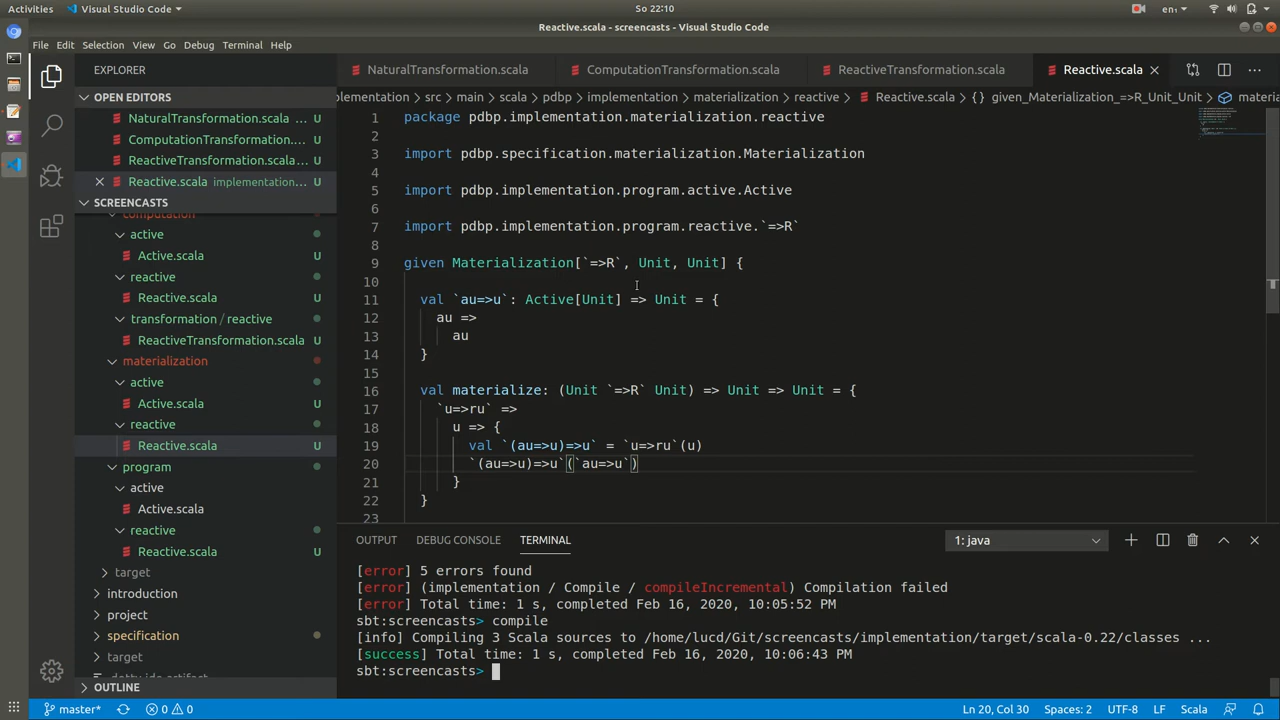 Activities Visual Studio Code So 22:10 en₁
Reactive.scala - screencasts - Visual Studio Code
File Edit Selection View Go Debug Terminal Help
EXPLORER
OPEN EDITORS
NaturalTransformation.scala U
ComputationTransformation.... U
ReactiveTransformation.scala... U
Reactive.scala implementation... U
SCREENCASTS
computation
active
Active.scala U
reactive
Reactive.scala U
transformation / reactive
ReactiveTransformation.scala U
materialization
active
Active.scala U
reactive
Reactive.scala U
program
active
Active.scala
reactive
Reactive.scala U
target
introduction
project
specification
target
dotty-ide-artifact
OUTLINE
NaturalTransformation.scala ComputationTransformation.scala ReactiveTransformation.scala Reactive.scala
plementation > src > main > scala > pdbp > implementation > materialization > reactive > Reactive.scala > {} given_Materialization_=>R_Unit_Unit > materi
1 package pdbp.implementation.materialization.reactive
2
3 import pdbp.specification.materialization.Materialization
4
5 import pdbp.implementation.program.active.Active
6
7 import pdbp.implementation.program.reactive.`=>R`
8
9 given Materialization[`=>R`, Unit, Unit] {
10
11 val `au=>u`: Active[Unit] => Unit = {
12 au =>
13 au
14 }
15
16 val materialize: (Unit `=>R` Unit) => Unit => Unit = {
17 `u=>ru` =>
18 u => {
19 val `(au=>u)=>u` = `u=>ru`(u)
20 `(au=>u)=>u`(`au=>u`)
21 }
22 }
23
OUTPUT DEBUG CONSOLE TERMINAL 1: java
[error] 5 errors found
[error] (implementation / Compile / compileIncremental) Compilation failed
[error] Total time: 1 s, completed Feb 16, 2020, 10:05:52 PM
sbt:screencasts> compile
[info] Compiling 3 Scala sources to /home/lucd/Git/screencasts/implementation/target/scala-0.22/classes ...
[success] Total time: 1 s, completed Feb 16, 2020, 10:06:43 PM
sbt:screencasts>
master* 0 0 Ln 20, Col 30 Spaces: 2 UTF-8 LF Scala